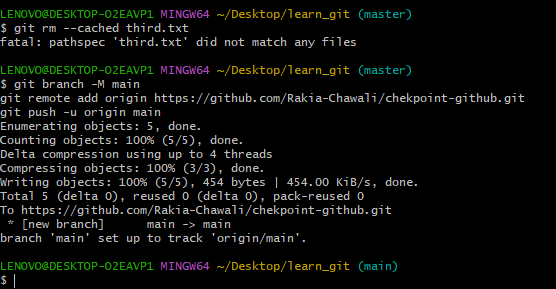 LENOVO@DESKTOP-O2EAVP1 MINGW64 ~/Desktop/learn_git (master)
$ git rm --cached third.txt
fatal: pathspec 'third.txt' did not match any files
LENOVO@DESKTOP-O2EAVP1 MINGW64 ~/Desktop/learn_git (master)
$ git branch -M main
git remote add origin https://github.com/Rakia-Chawali/chekpoint-github.git
git push -u origin main
Enumerating objects: 5, done.
Counting objects: 100% (5/5), done.
Delta compression using up to 4 threads
Compressing objects: 100% (3/3), done.
Writing objects: 100% (5/5), 454 bytes | 454.00 KiB/s, done.
Total 5 (delta 0), reused 0 (delta 0), pack-reused 0
To https://github.com/Rakia-Chawali/chekpoint-github.git
 * [new branch]      main -> main
branch 'main' set up to track 'origin/main'.
LENOVO@DESKTOP-O2EAVP1 MINGW64 ~/Desktop/learn_git (main)
$